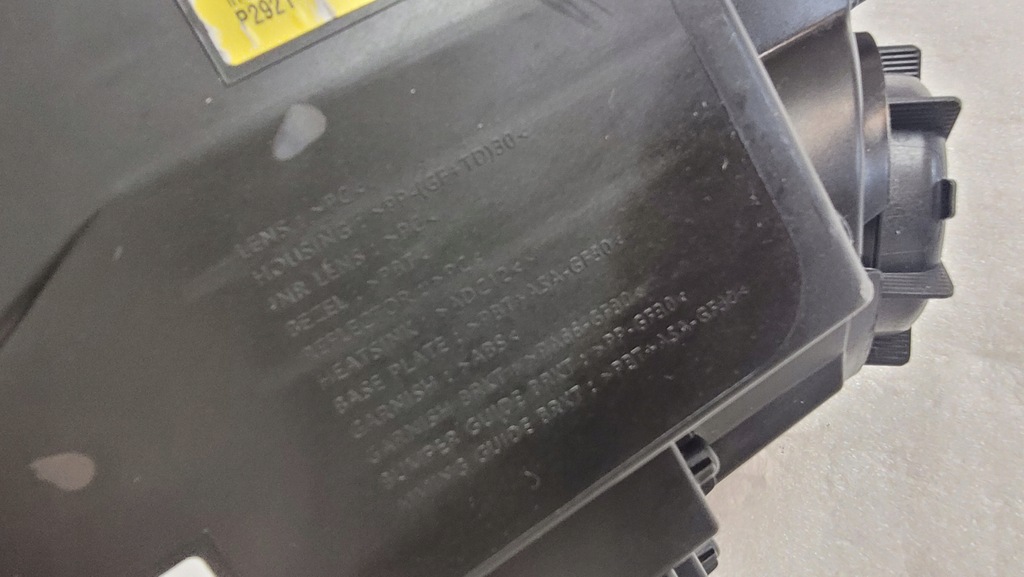 P2921
LENS : >PC<
HOUSING : >PP-(GF+TD)30<
INR LENS : >PC<
BEZEL : >PBT<
REFLECTOR : >PC<
HEATSINK : >ADC12<
BASE PLATE : >PBT+ASA-GF30<
GARNISH : >ABS<
GARNISH BRKT : >PA66-GF30<
BUMPER GUIDE BRKT : >PP-GF30<
GUIDE BRKT : >PBT+ASA-GF30<